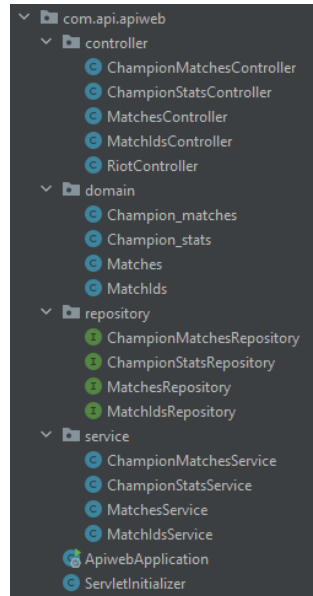 com.api.apiweb
controller
ChampionMatchesController
ChampionStatsController
MatchesController
MatchIdsController
RiotController
domain
Champion_matches
Champion_stats
Matches
MatchIds
repository
ChampionMatchesRepository
ChampionStatsRepository
MatchesRepository
MatchIdsRepository
service
ChampionMatchesService
ChampionStatsService
MatchesService
MatchIdsService
ApiwebApplication
ServletInitializer